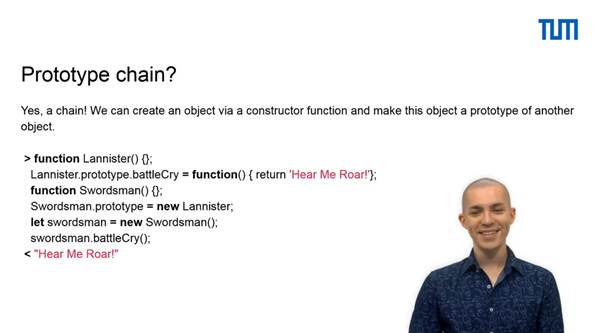 TUM
Prototype chain?
Yes, a chain! We can create an object via a constructor function and make this object a prototype of another
object.
> function Lannister() {};
Lannister.prototype.battleCry = function() { return 'Hear Me Roar!'};
function Swordsman() {};
Swordsman.prototype = new Lannister;
let swordsman = new Swordsman();
swordsman.battleCry();
< "Hear Me Roar!"